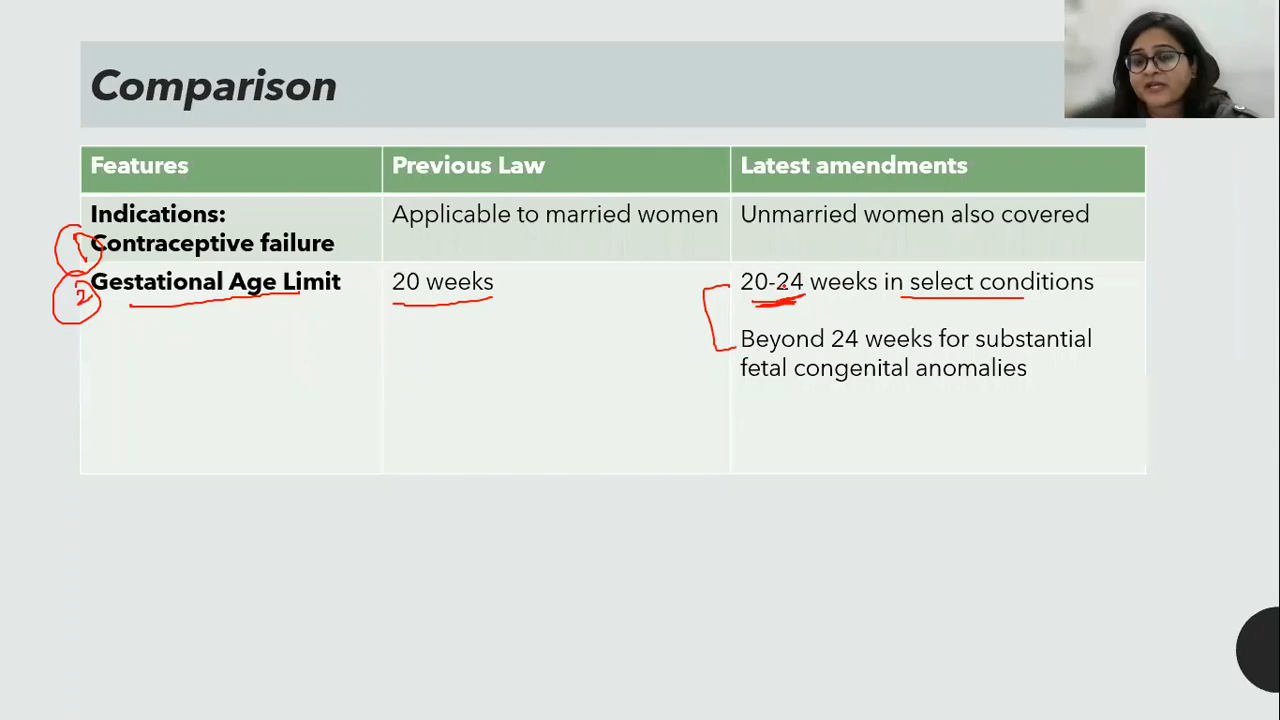 Comparison
Features Previous Law Latest amendments
Indications: Applicable to married women Unmarried women also covered
Contraceptive failure
1
Gestational Age Limit 20 weeks 20-24 weeks in select conditions
2
Beyond 24 weeks for substantial
fetal congenital anomalies